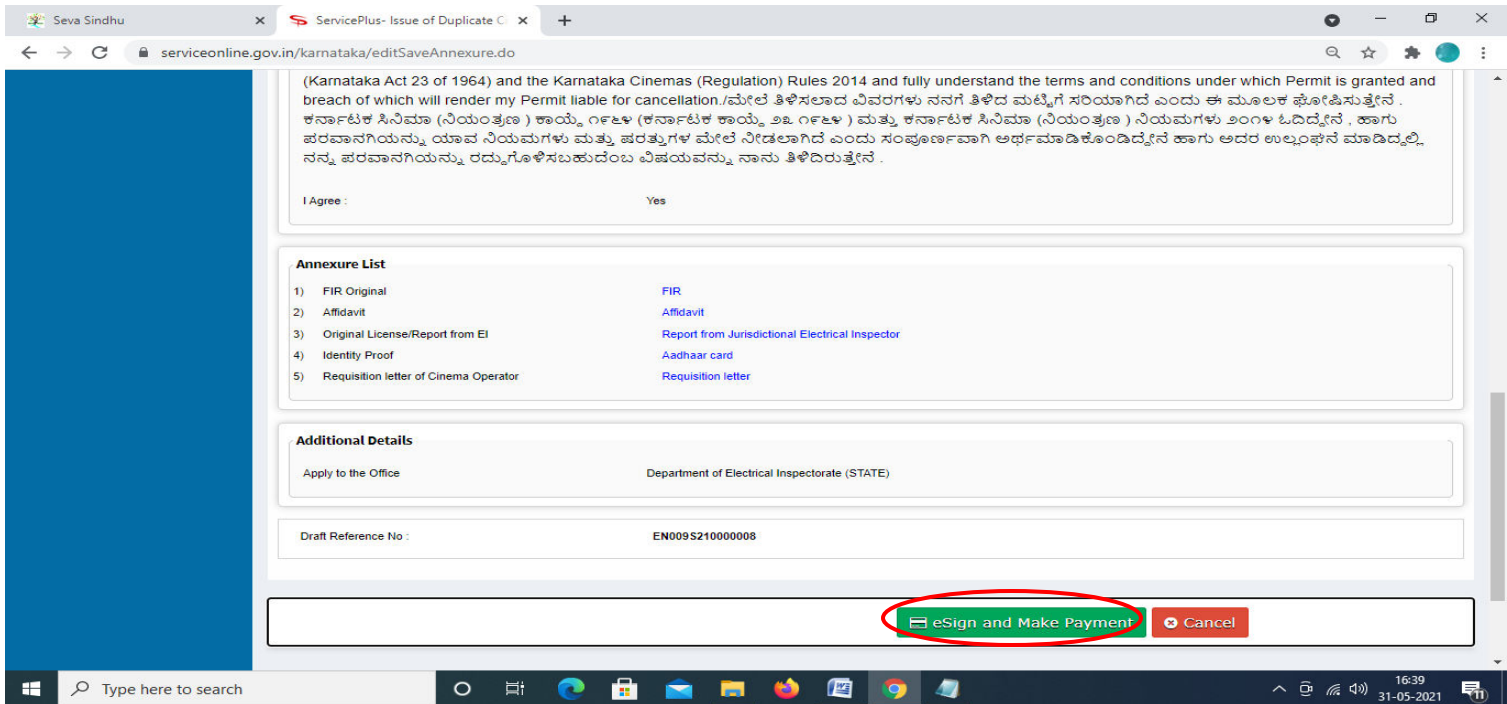 Seva Sindhu
ServicePlus- Issue of Duplicate C
serviceonline.gov.in/karnataka/editSaveAnnexure.do
(Karnataka Act 23 of 1964) and the Karnataka Cinemas (Regulation) Rules 2014 and fully understand the terms and conditions under which Permit is granted and
breach of which will render my Permit liable for cancellation./ಮೇಲೆ ತಿಳಿಸಲಾದ ವಿವರಗಳು ನನಗೆ ತಿಳಿದ ಮಟ್ಟಿಗೆ ಸರಿಯಾಗಿದೆ ಎಂದು ಈ ಮೂಲಕ ಘೋಷಿಸುತ್ತೇನೆ .
ಕರ್ನಾಟಕ ಸಿನಿಮಾ (ನಿಯಂತ್ರಣ ) ಕಾಯ್ದೆ ೧೯೬೪ (ಕರ್ನಾಟಕ ಕಾಯ್ದೆ ೨೩ ೧೯೬೪ ) ಮತ್ತು ಕರ್ನಾಟಕ ಸಿನಿಮಾ (ನಿಯಂತ್ರಣ ) ನಿಯಮಗಳು ೨೦೧೪ ಓದಿದ್ದೇನೆ , ಹಾಗು
ಪರವಾನಗಿಯನ್ನು ಯಾವ ನಿಯಮಗಳು ಮತ್ತು ಷರತ್ತುಗಳ ಮೇಲೆ ನೀಡಲಾಗಿದೆ ಎಂದು ಸಂಪೂರ್ಣವಾಗಿ ಅರ್ಥಮಾಡಿಕೊಂಡಿದ್ದೇನೆ ಹಾಗು ಅದರ ಉಲ್ಲಂಘನೆ ಮಾಡಿದ್ದಲ್ಲಿ
ನನ್ನ ಪರವಾನಗಿಯನ್ನು ರದ್ದುಗೊಳಿಸಬಹುದೆಂಬ ವಿಷಯವನ್ನು ನಾನು ತಿಳಿದಿರುತ್ತೇನೆ .
I Agree : Yes
Annexure List
1) FIR Original FIR
2) Affidavit Affidavit
3) Original License/Report from EI Report from Jurisdictional Electrical Inspector
4) Identity Proof Aadhaar card
5) Requisition letter of Cinema Operator Requisition letter
Additional Details
Apply to the Office Department of Electrical Inspectorate (STATE)
Draft Reference No : EN009S210000008
eSign and Make Payment Cancel
Type here to search
16:39
31-05-2021
11